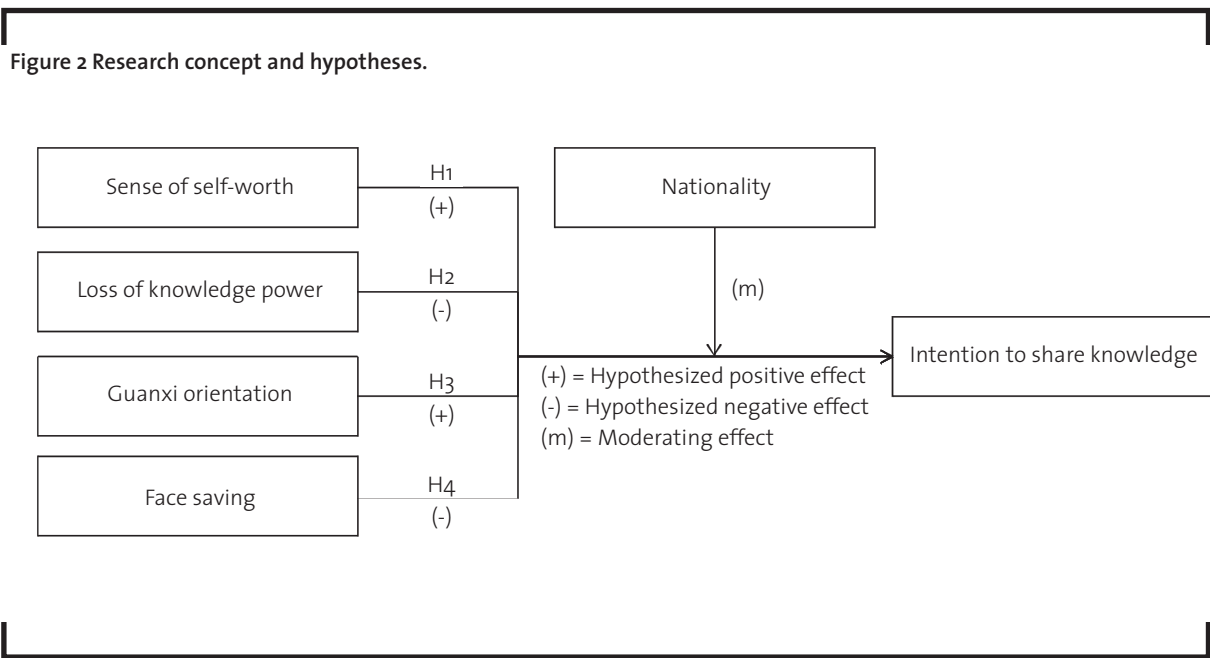 Figure 2 Research concept and hypotheses.
Sense of self-worth
H1
(+)
Nationality
Loss of knowledge power
H2
(-)
(m)
Guanxi orientation
H3
(+)
Intention to share knowledge
(+) = Hypothesized positive effect
(-) = Hypothesized negative effect
(m) = Moderating effect
Face saving
H4
(-)